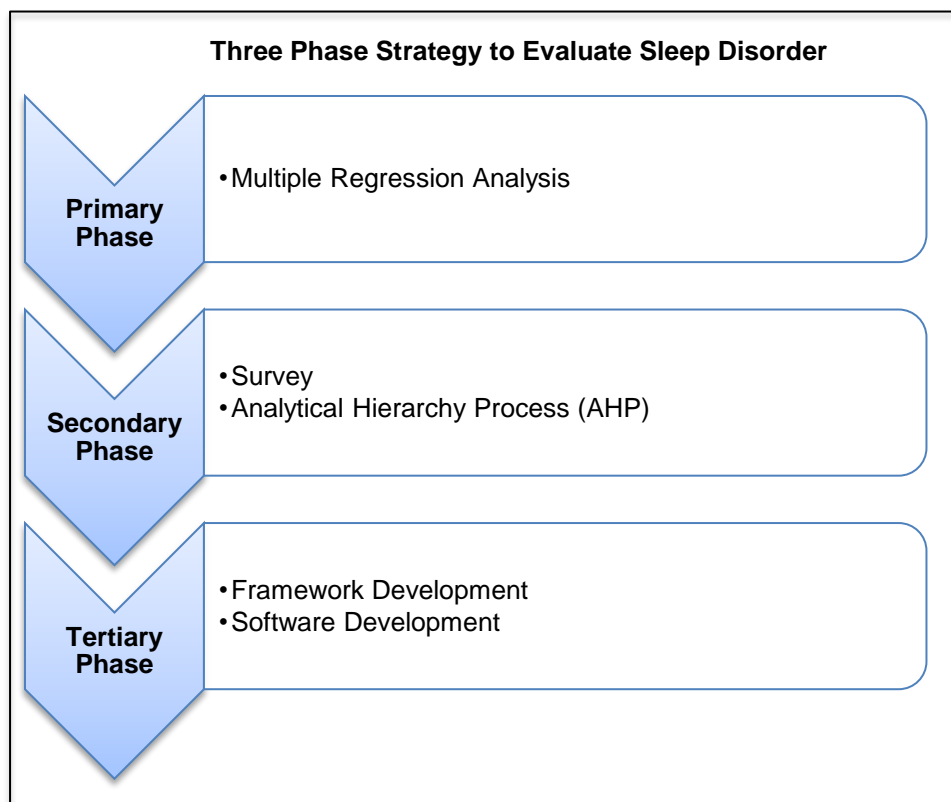 Three Phase Strategy to Evaluate Sleep Disorder
Primary
Phase
•Multiple Regression Analysis
Secondary
Phase
•Survey
•Analytical Hierarchy Process (AHP)
Tertiary
Phase
•Framework Development
•Software Development